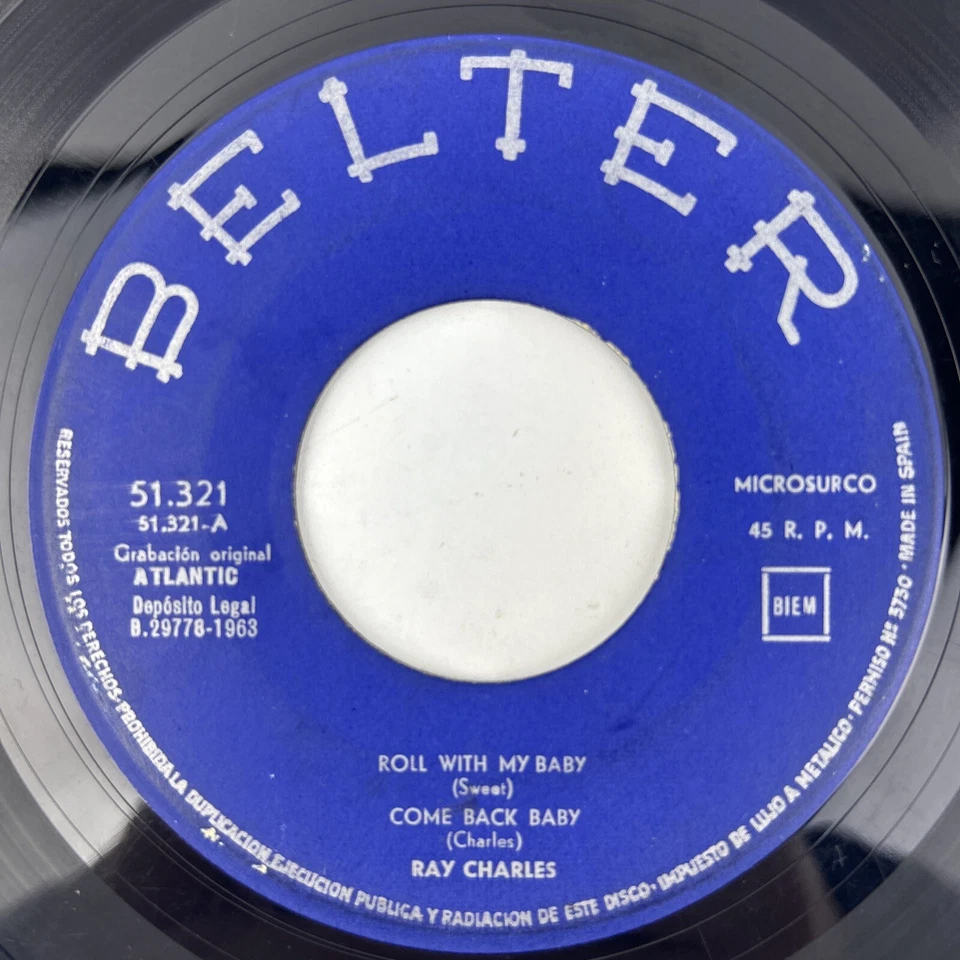 BELTER
51.321
51.321-A
Grabación original
ATLANTIC
Depósito Legal
B.29778-1963
MICROSURCO
45 R. P. M.
BIEM
ROLL WITH MY BABY
(Sweet)
COME BACK BABY
(Charles)
RAY CHARLES
RESERVADOS TODOS LOS DERECHOS·PROHIBIDA LA DUPLICACION, EJECUCION PUBLICA Y RADIACION DE ESTE DISCO·IMPUESTO DE LUJO A METALICO·PERMISO Nº 3730·MADE IN SPAIN